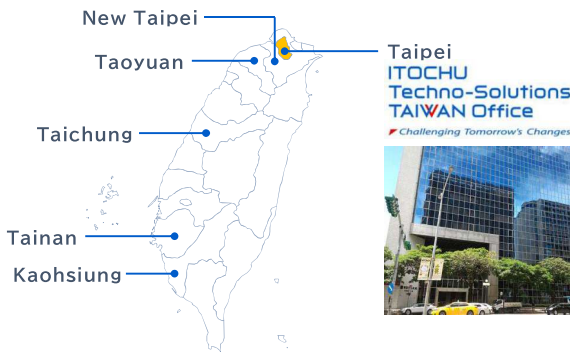 New Taipei
Taipei
Taoyuan
ITOCHU
Techno-Solutions
TAIWAN Office
Challenging Tomorrow's Changes
Taichung
Tainan
Kaohsiung